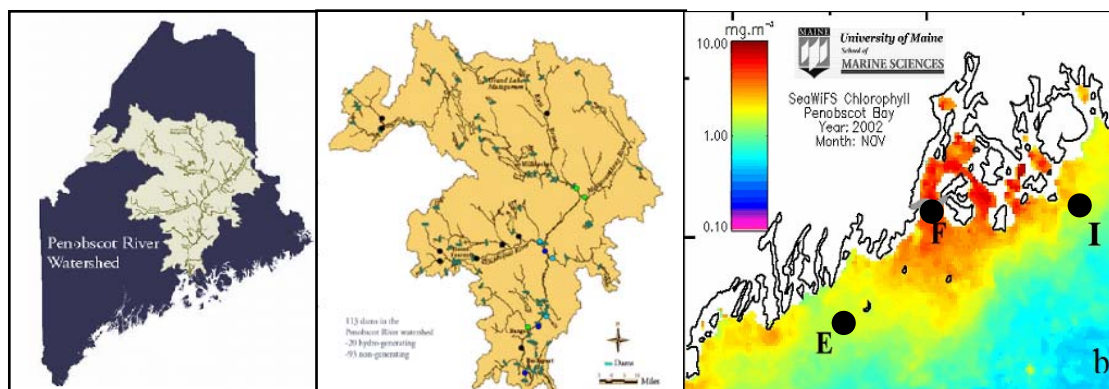 Penobscot River
Watershed
113 dams in the
Penobscot River watershed
-20 hydro-generating
-93 non-generating
Dams
Miles
mg.m⁻³
10.00
1.00
0.10
MAINE
University of Maine
School of
MARINE SCIENCES
SeaWiFS Chlorophyll
Penobscot Bay
Year: 2002
Month: NOV
F
I
E
b